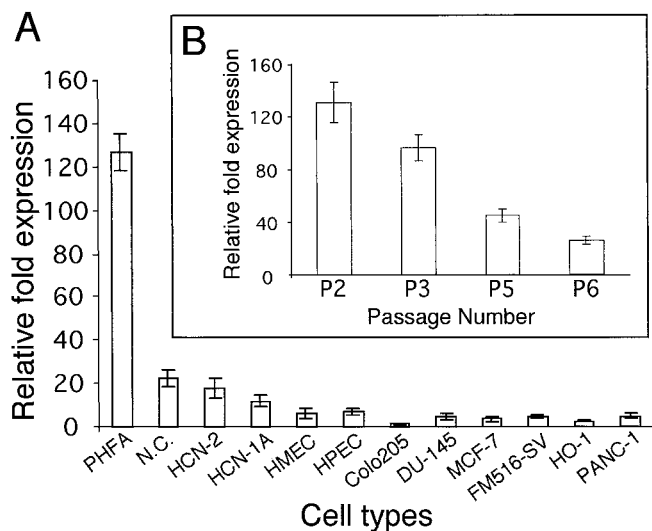 A
B
Relative fold expression
160
140
120
100
80
60
40
20
0
PHFA
N.C.
HCN-2
HCN-1A
HMEC
HPEC
Colo205
DU-145
MCF-7
FM516-SV
HO-1
PANC-1
Cell types
Relative fold expression
160
120
80
40
0
P2
P3
P5
P6
Passage Number